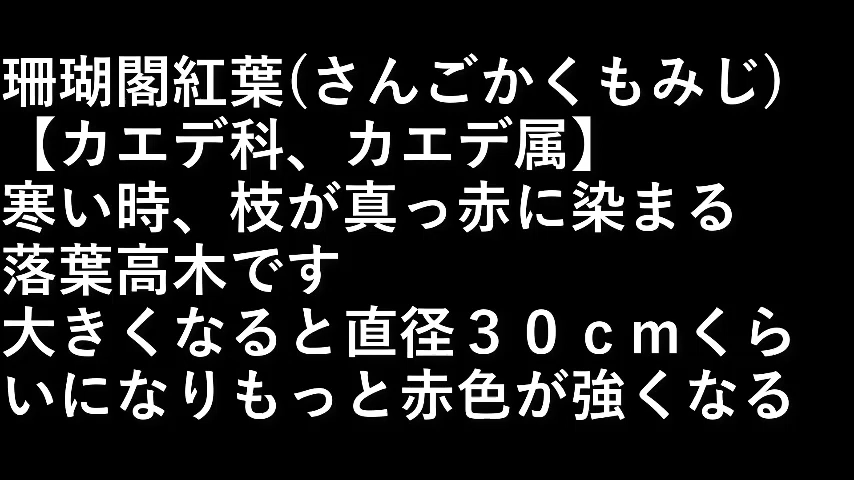 珊瑚閣紅葉(さんごかくもみじ)
【カエデ科、カエデ属】
寒い時、枝が真っ赤に染まる
落葉高木です
大きくなると直径３０ｃｍくら
いになりもっと赤色が強くなる